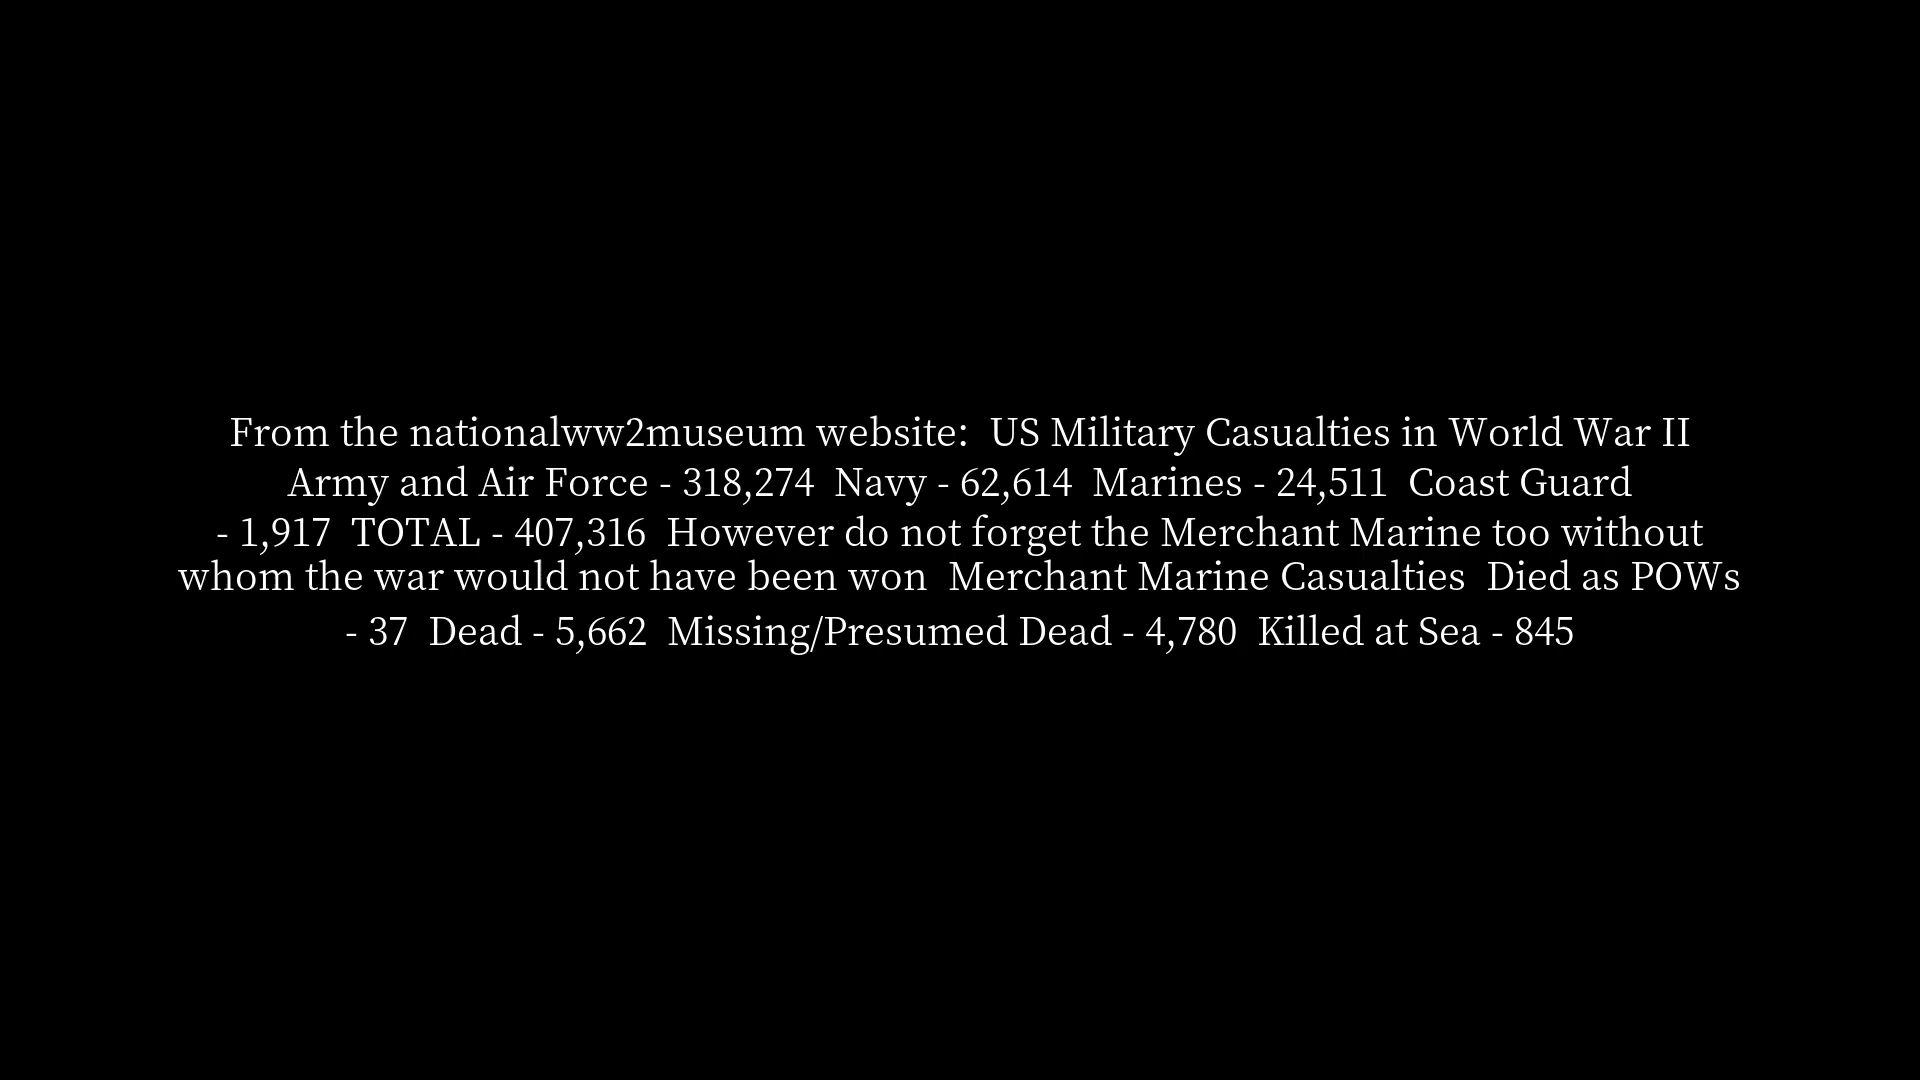 From the nationalww2museum website:  US Military Casualties in World War II
Army and Air Force - 318,274  Navy - 62,614  Marines - 24,511  Coast Guard
- 1,917  TOTAL - 407,316  However do not forget the Merchant Marine too without
whom the war would not have been won  Merchant Marine Casualties  Died as POWs
- 37  Dead - 5,662  Missing/Presumed Dead - 4,780  Killed at Sea - 845